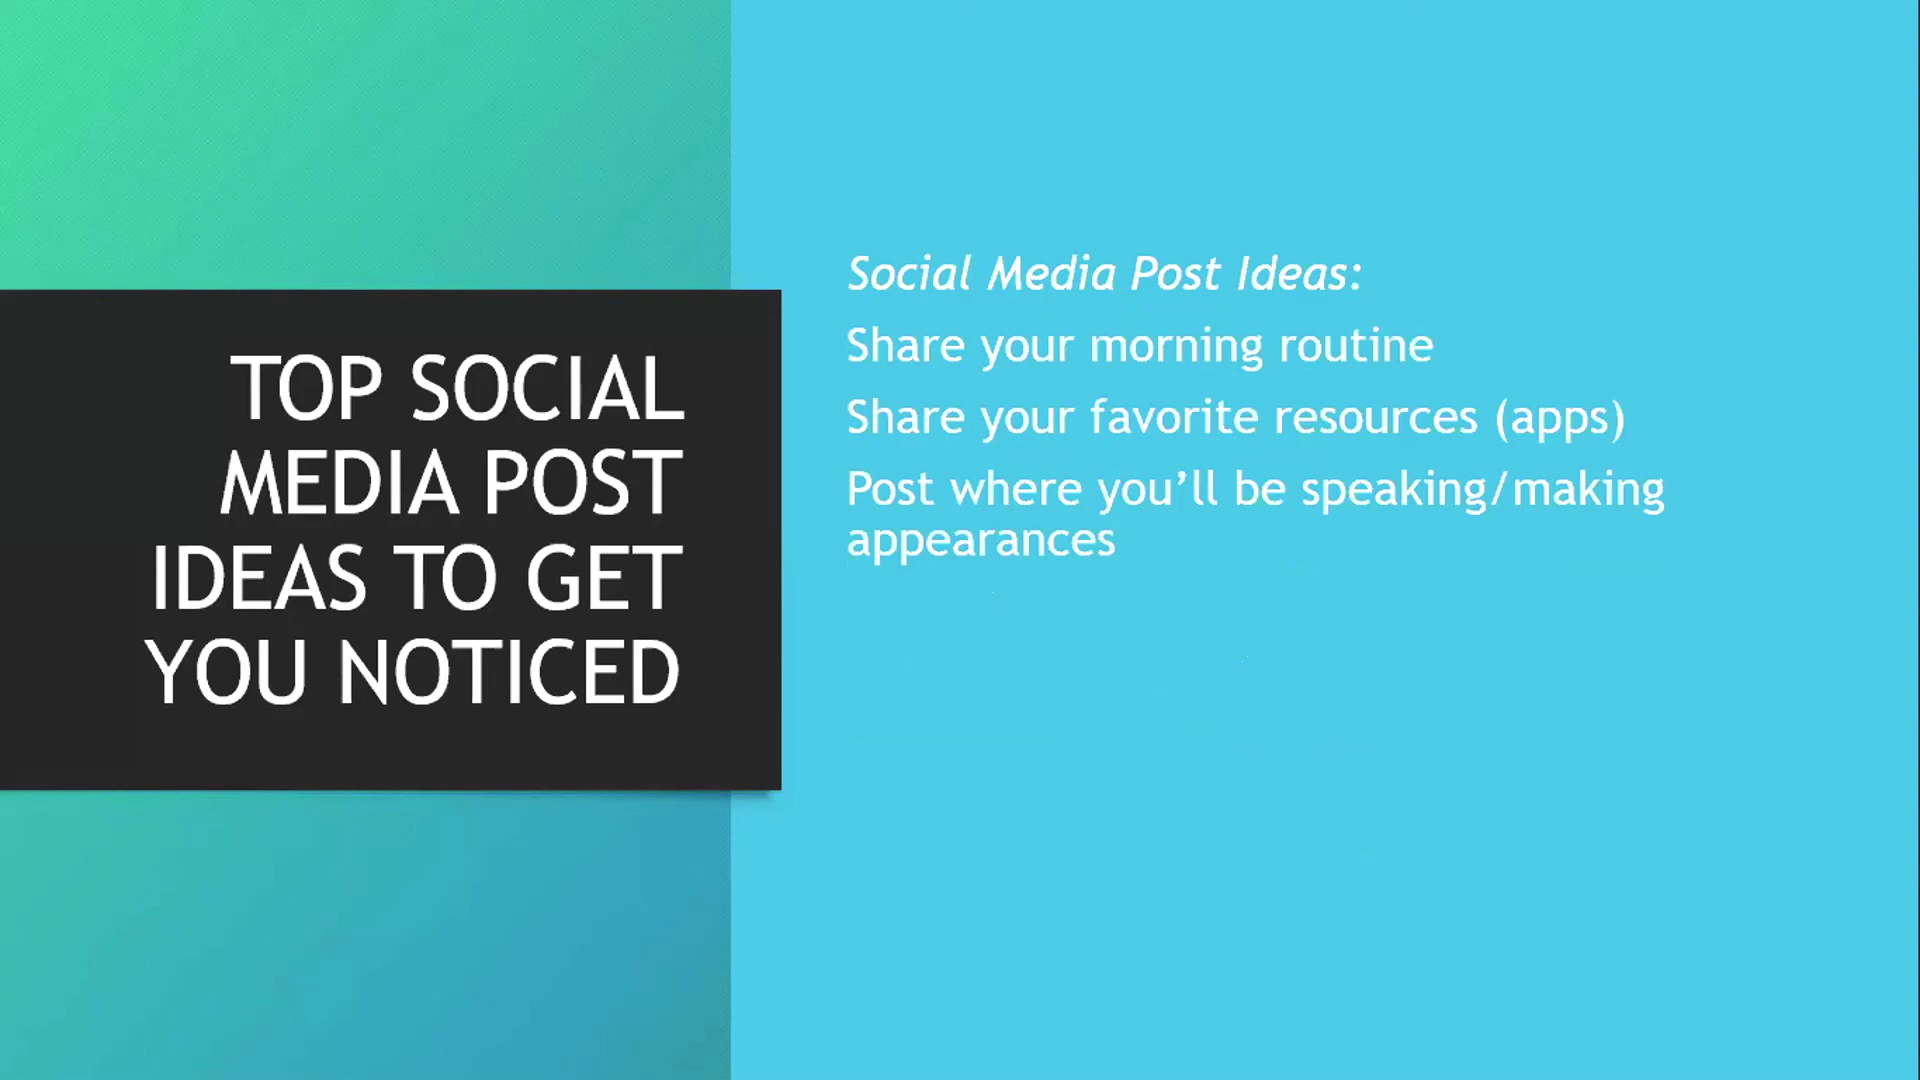 TOP SOCIAL
MEDIA POST
IDEAS TO GET
YOU NOTICED
Social Media Post Ideas:
Share your morning routine
Share your favorite resources (apps)
Post where you’ll be speaking/making
appearances